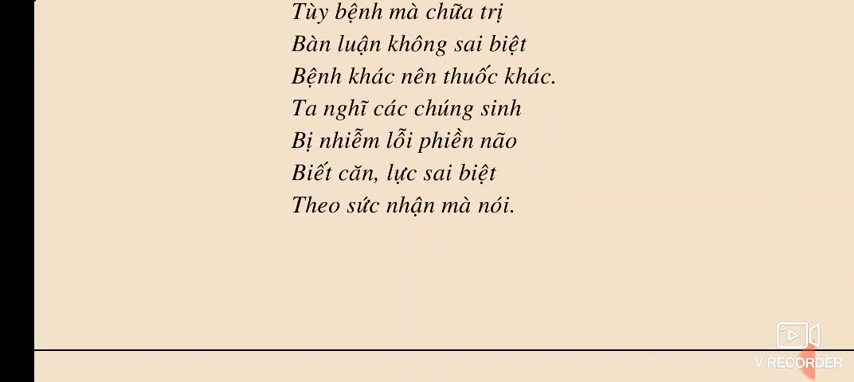 Tùy bệnh mà chữa trị
Bàn luận không sai biệt
Bệnh khác nên thuốc khác.
Ta nghĩ các chúng sinh
Bị nhiễm lỗi phiền não
Biết căn, lực sai biệt
Theo sức nhận mà nói.
V RECORDER